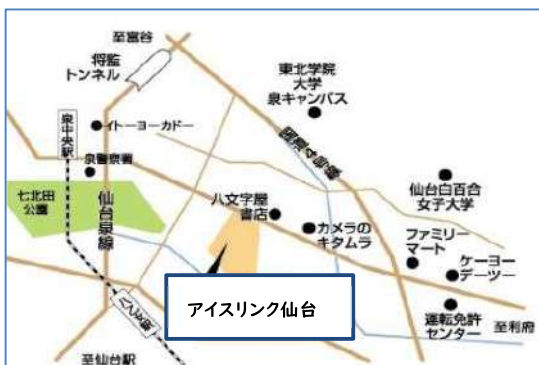 至富谷
将監
トンネル
東北学院
大学
泉キャンパス
泉中央駅
イトーヨーカドー
泉警察署
国道4号線
七北田
公園
仙台泉線
八文字屋
書店
カメラの
キタムラ
仙台白百合
女子大学
ファミリー
マート
ケーヨー
デーツー
アイスリンク仙台
運転免許
センター
至利府
至仙台駅